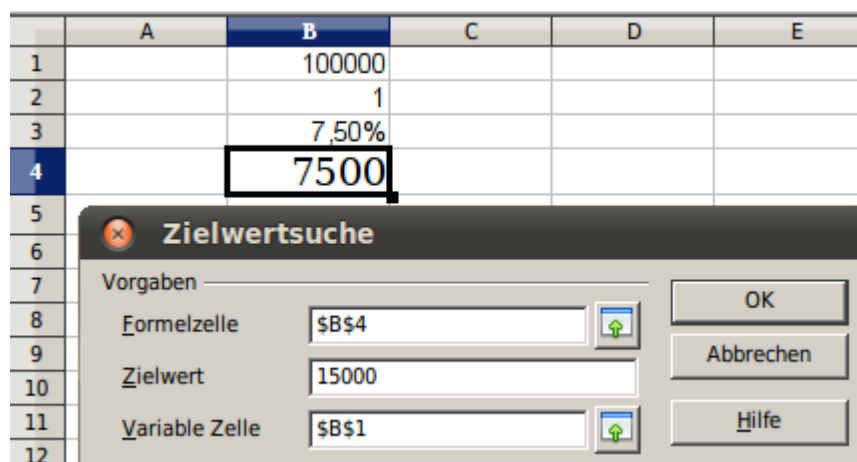 A B C D E
1 100000
2 1
3 7,50%
4 7500
5
6
7
8
9
10
11
12
Zielwertsuche
Vorgaben
Formelzelle $B$4
Zielwert 15000
Variable Zelle $B$1
OK
Abbrechen
Hilfe